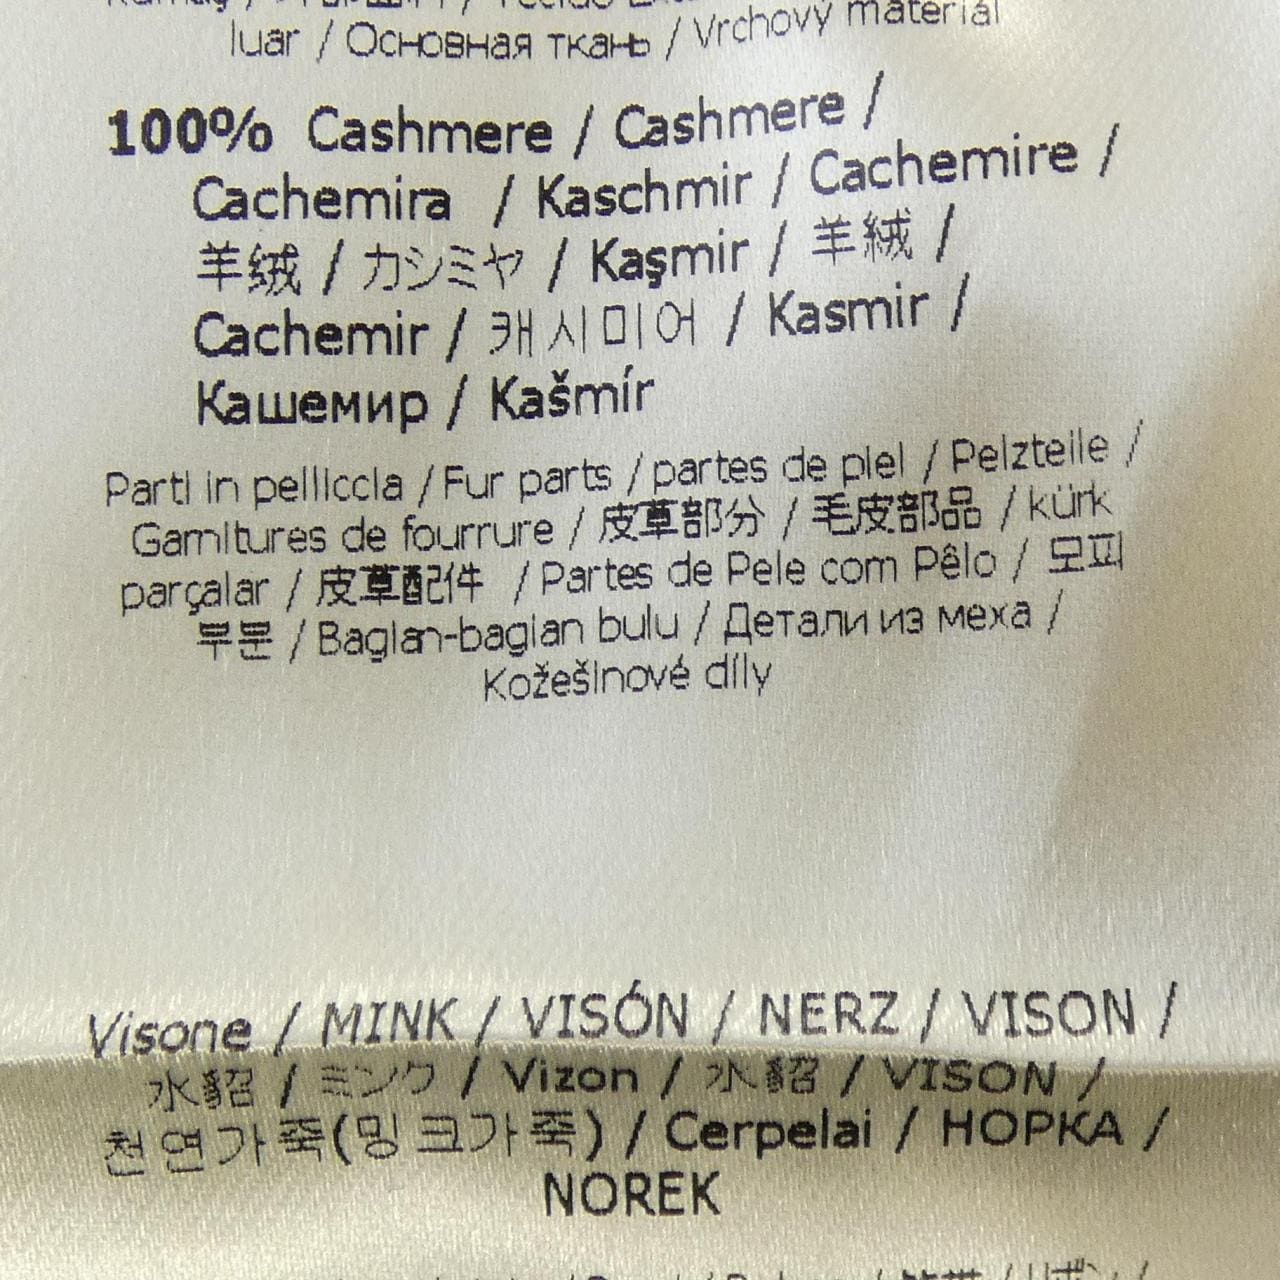 luar / Основная ткань / Vrchový materiál
100% Cashmere / Cashmere /
Cachemira / Kaschmir / Cachemire /
羊绒 / カシミヤ / Kaşmir / 羊絨 /
Cachemir / 캐시미어 / Kasmir /
Кашемир / Kašmír
Parti in pelliccia / Fur parts / partes de piel / Pelzteile /
Garnitures de fourrure / 皮草部分 / 毛皮部品 / kürk
parçalar / 皮草配件 / Partes de Pele com Pêlo / 모피
부문 / Bagian-bagian bulu / Детали из меха /
Kožešinové díly
Visone / MINK / VISÓN / NERZ / VISON /
水貂 / ミンク / Vizon / 水貂 / VISON /
천연가죽(밍크가죽) / Cerpelai / НОРКА /
NOREK